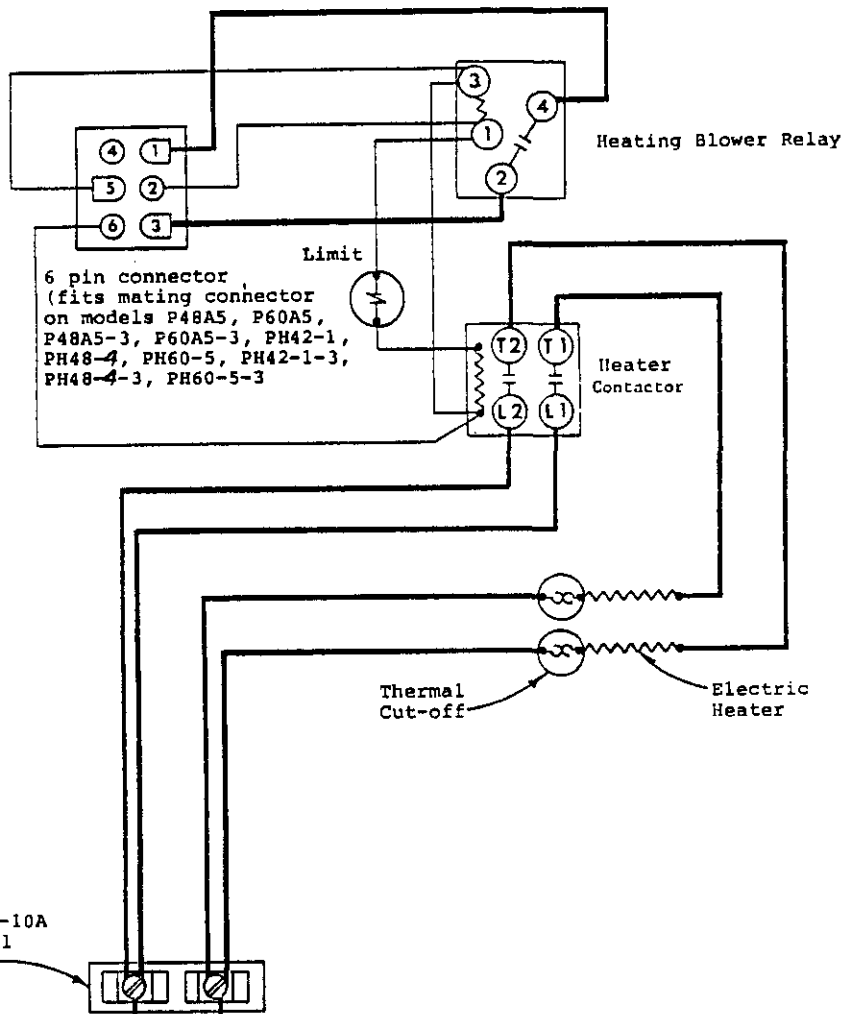 3
4
1
2
Heating Blower Relay
4 1
5 2
6 3
Limit
6 pin connector
(fits mating connector
on models P48A5, P60A5,
P48A5-3, P60A5-3, PH42-1,
PH48-4, PH60-5, PH42-1-3,
PH48-4-3, PH60-5-3
T2 T1
L2 L1
Heater
Contactor
Thermal
Cut-off
Electric
Heater
-10A
1